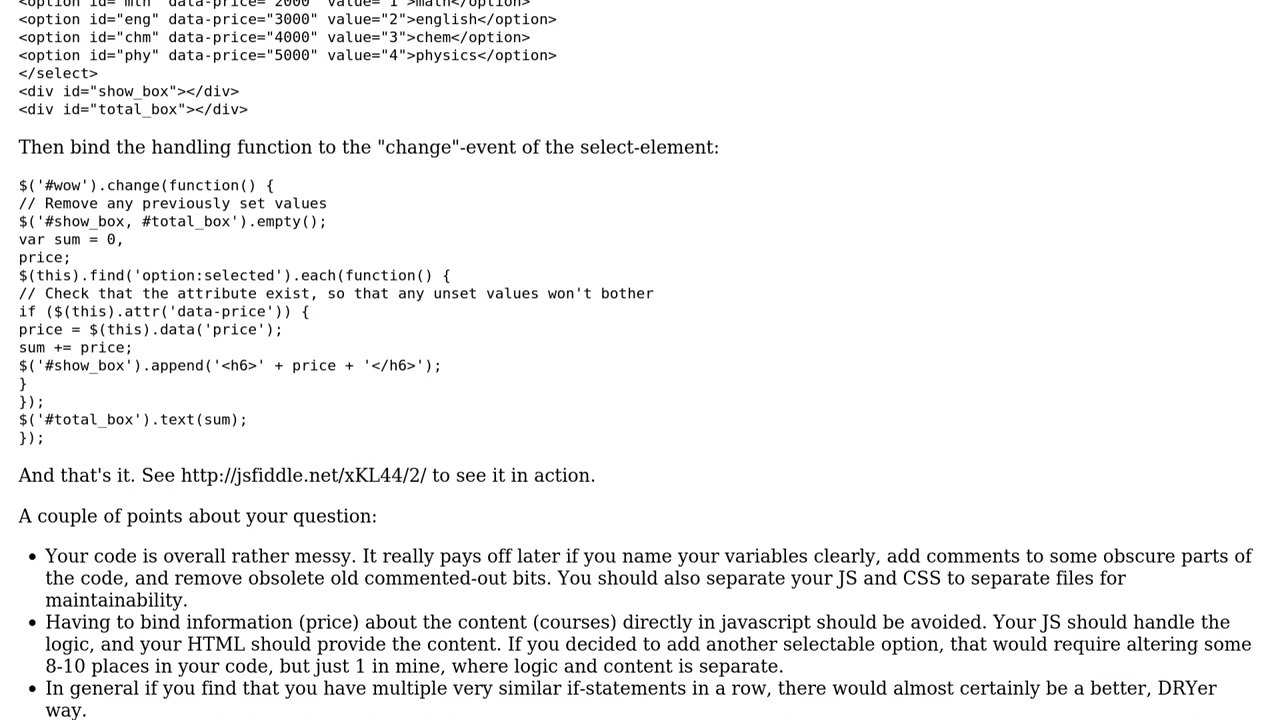 <option id="mth" data-price="2000" value="1">math</option>
<option id="eng" data-price="3000" value="2">english</option>
<option id="chm" data-price="4000" value="3">chem</option>
<option id="phy" data-price="5000" value="4">physics</option>
</select>
<div id="show_box"></div>
<div id="total_box"></div>
Then bind the handling function to the "change"-event of the select-element:
$('#wow').change(function() {
// Remove any previously set values
$('#show_box, #total_box').empty();
var sum = 0,
price;
$(this).find('option:selected').each(function() {
// Check that the attribute exist, so that any unset values won't bother
if ($(this).attr('data-price')) {
price = $(this).data('price');
sum += price;
$('#show_box').append('<h6>' + price + '</h6>');
}
});
$('#total_box').text(sum);
});
And that's it. See http://jsfiddle.net/xKL44/2/ to see it in action.
A couple of points about your question:
• Your code is overall rather messy. It really pays off later if you name your variables clearly, add comments to some obscure parts of
the code, and remove obsolete old commented-out bits. You should also separate your JS and CSS to separate files for
maintainability.
• Having to bind information (price) about the content (courses) directly in javascript should be avoided. Your JS should handle the
logic, and your HTML should provide the content. If you decided to add another selectable option, that would require altering some
8-10 places in your code, but just 1 in mine, where logic and content is separate.
• In general if you find that you have multiple very similar if-statements in a row, there would almost certainly be a better, DRYer
way.